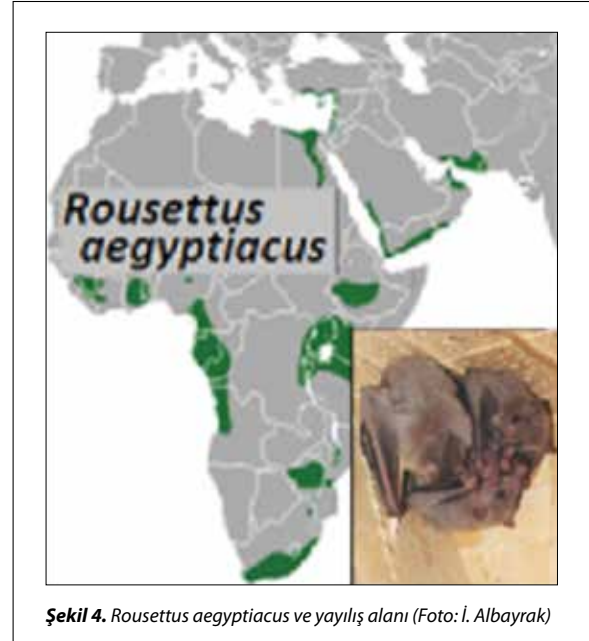 Rousettus
aegyptiacus
Şekil 4. Rousettus aegyptiacus ve yayılış alanı (Foto: İ. Albayrak)